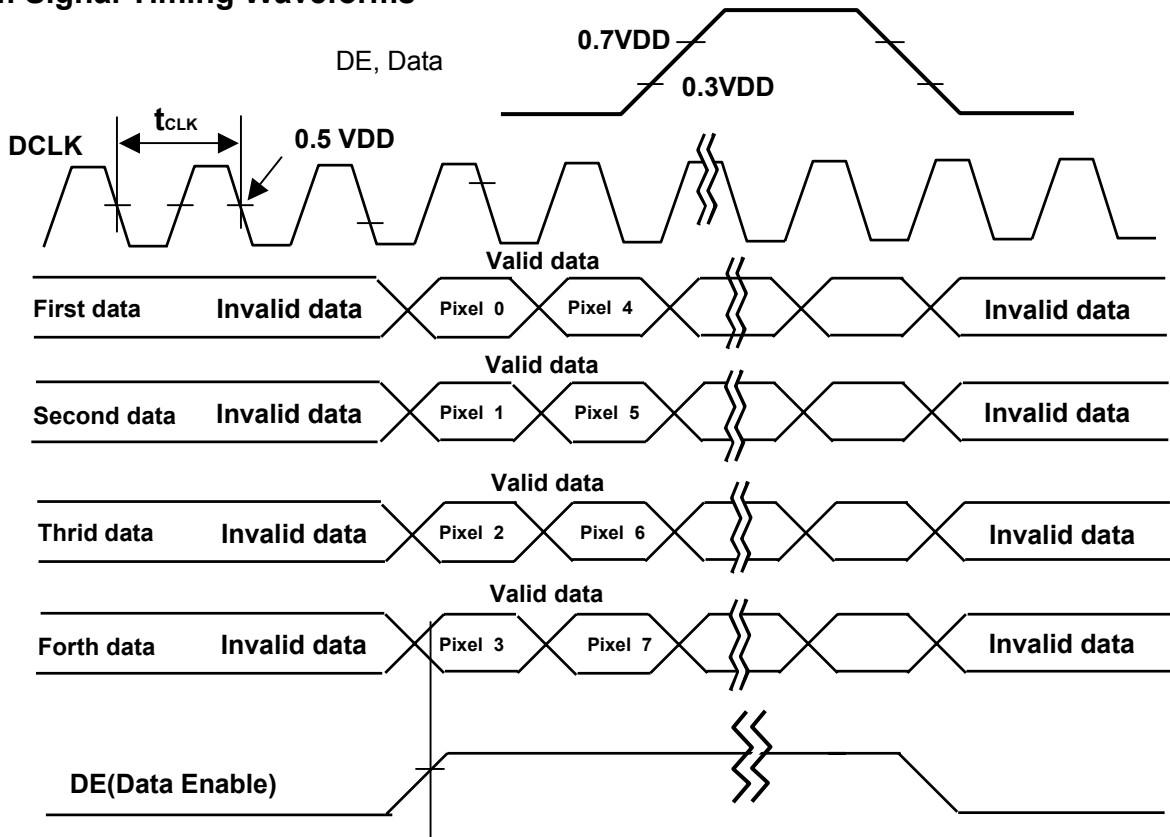 Signal Timing Waveforms
0.7VDD
DE, Data
0.3VDD
tCLK
0.5 VDD
DCLK
Valid data
First data Invalid data Pixel 0 Pixel 4 Invalid data
Valid data
Second data Invalid data Pixel 1 Pixel 5 Invalid data
Valid data
Thrid data Invalid data Pixel 2 Pixel 6 Invalid data
Valid data
Forth data Invalid data Pixel 3 Pixel 7 Invalid data
DE(Data Enable)